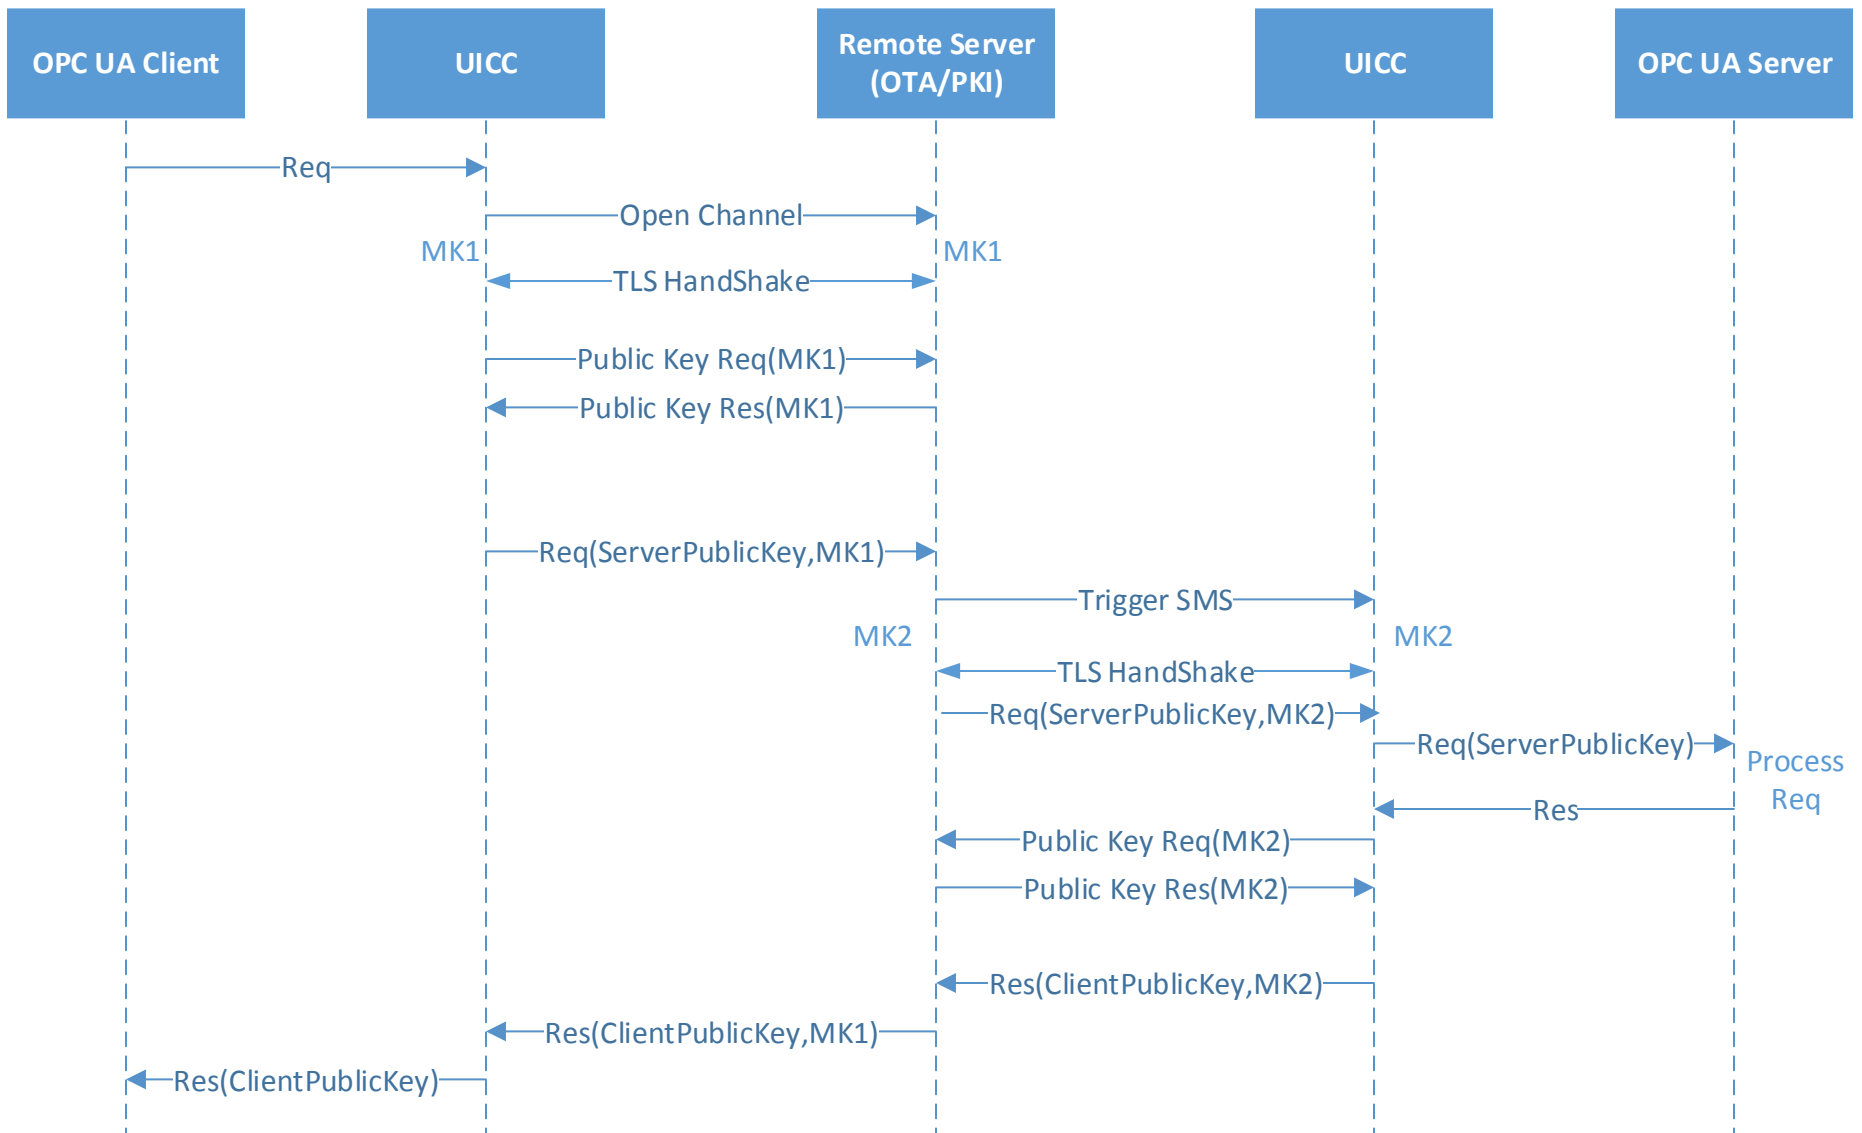 OPC UA Client
UICC
Remote Server
(OTA/PKI)
UICC
OPC UA Server
Req
Open Channel
MK1
MK1
TLS HandShake
Public Key Req(MK1)
Public Key Res(MK1)
Req(ServerPublicKey,MK1)
Trigger SMS
MK2
MK2
TLS HandShake
Req(ServerPublicKey,MK2)
Req(ServerPublicKey)
Process
Req
Res
Public Key Req(MK2)
Public Key Res(MK2)
Res(ClientPublicKey,MK2)
Res(ClientPublicKey,MK1)
Res(ClientPublicKey)